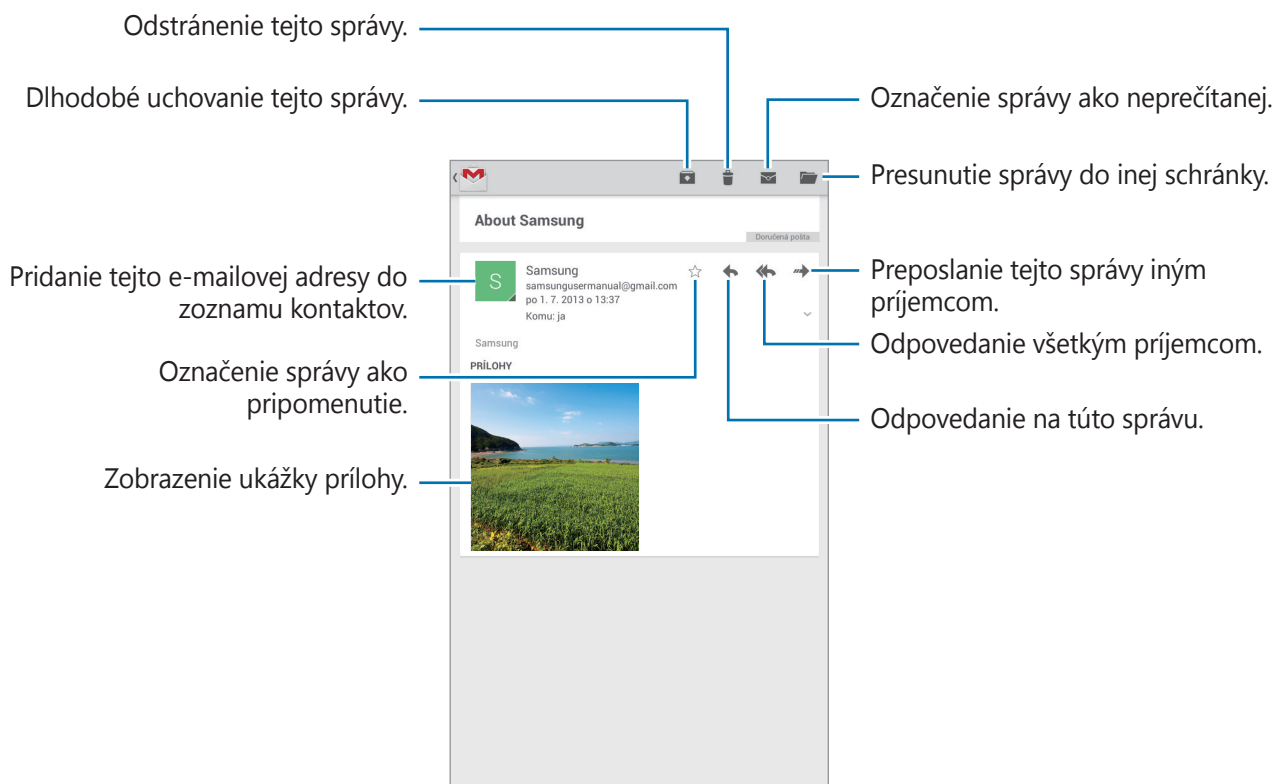 Odstránenie tejto správy.
Dlhodobé uchovanie tejto správy.
Označenie správy ako neprečítanej.
Presunutie správy do inej schránky.
About Samsung
Doručená pošta
Pridanie tejto e-mailovej adresy do
zoznamu kontaktov.
S
Samsung
samsungusermanual@gmail.com
po 1. 7. 2013 o 13:37
Komu: ja
Preposlanie tejto správy iným
príjemcom.
Samsung
Odpovedanie všetkým príjemcom.
PRÍLOHY
Označenie správy ako
pripomenutie.
Odpovedanie na túto správu.
Zobrazenie ukážky prílohy.